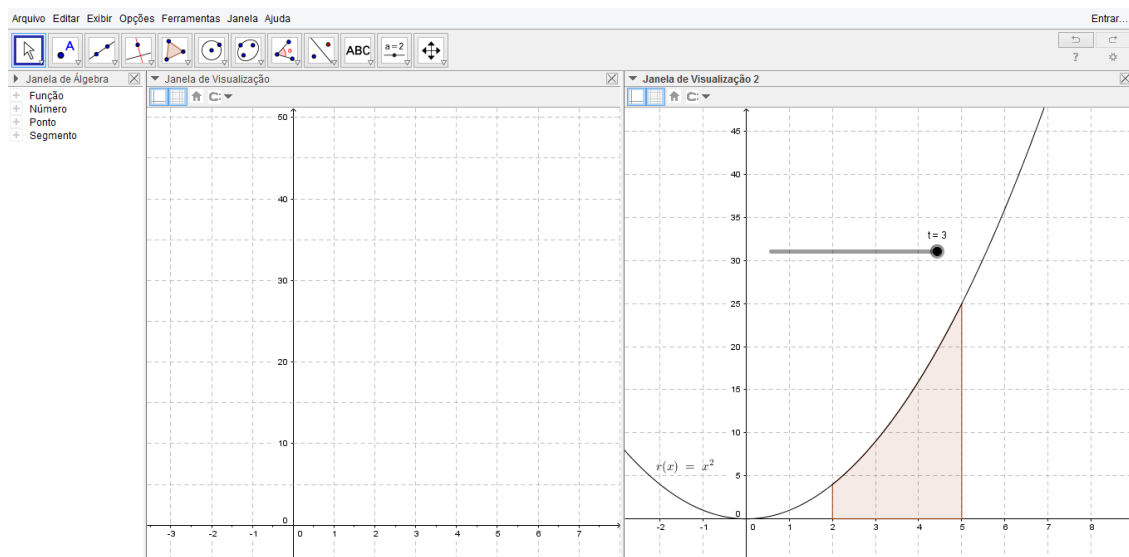 Arquivo Editar Exibir Opções Ferramentas Janela Ajuda Entrar...
A α ABC a = 2 ?
Janela de Álgebra
Função
Número
Ponto
Segmento
Janela de Visualização
50
40
30
20
10
0
-3 -2 -1 0 1 2 3 4 5 6 7
Janela de Visualização 2
45
40
35
t = 3
30
25
20
15
10
r(x) = x²
5
0
-2 -1 0 1 2 3 4 5 6 7 8